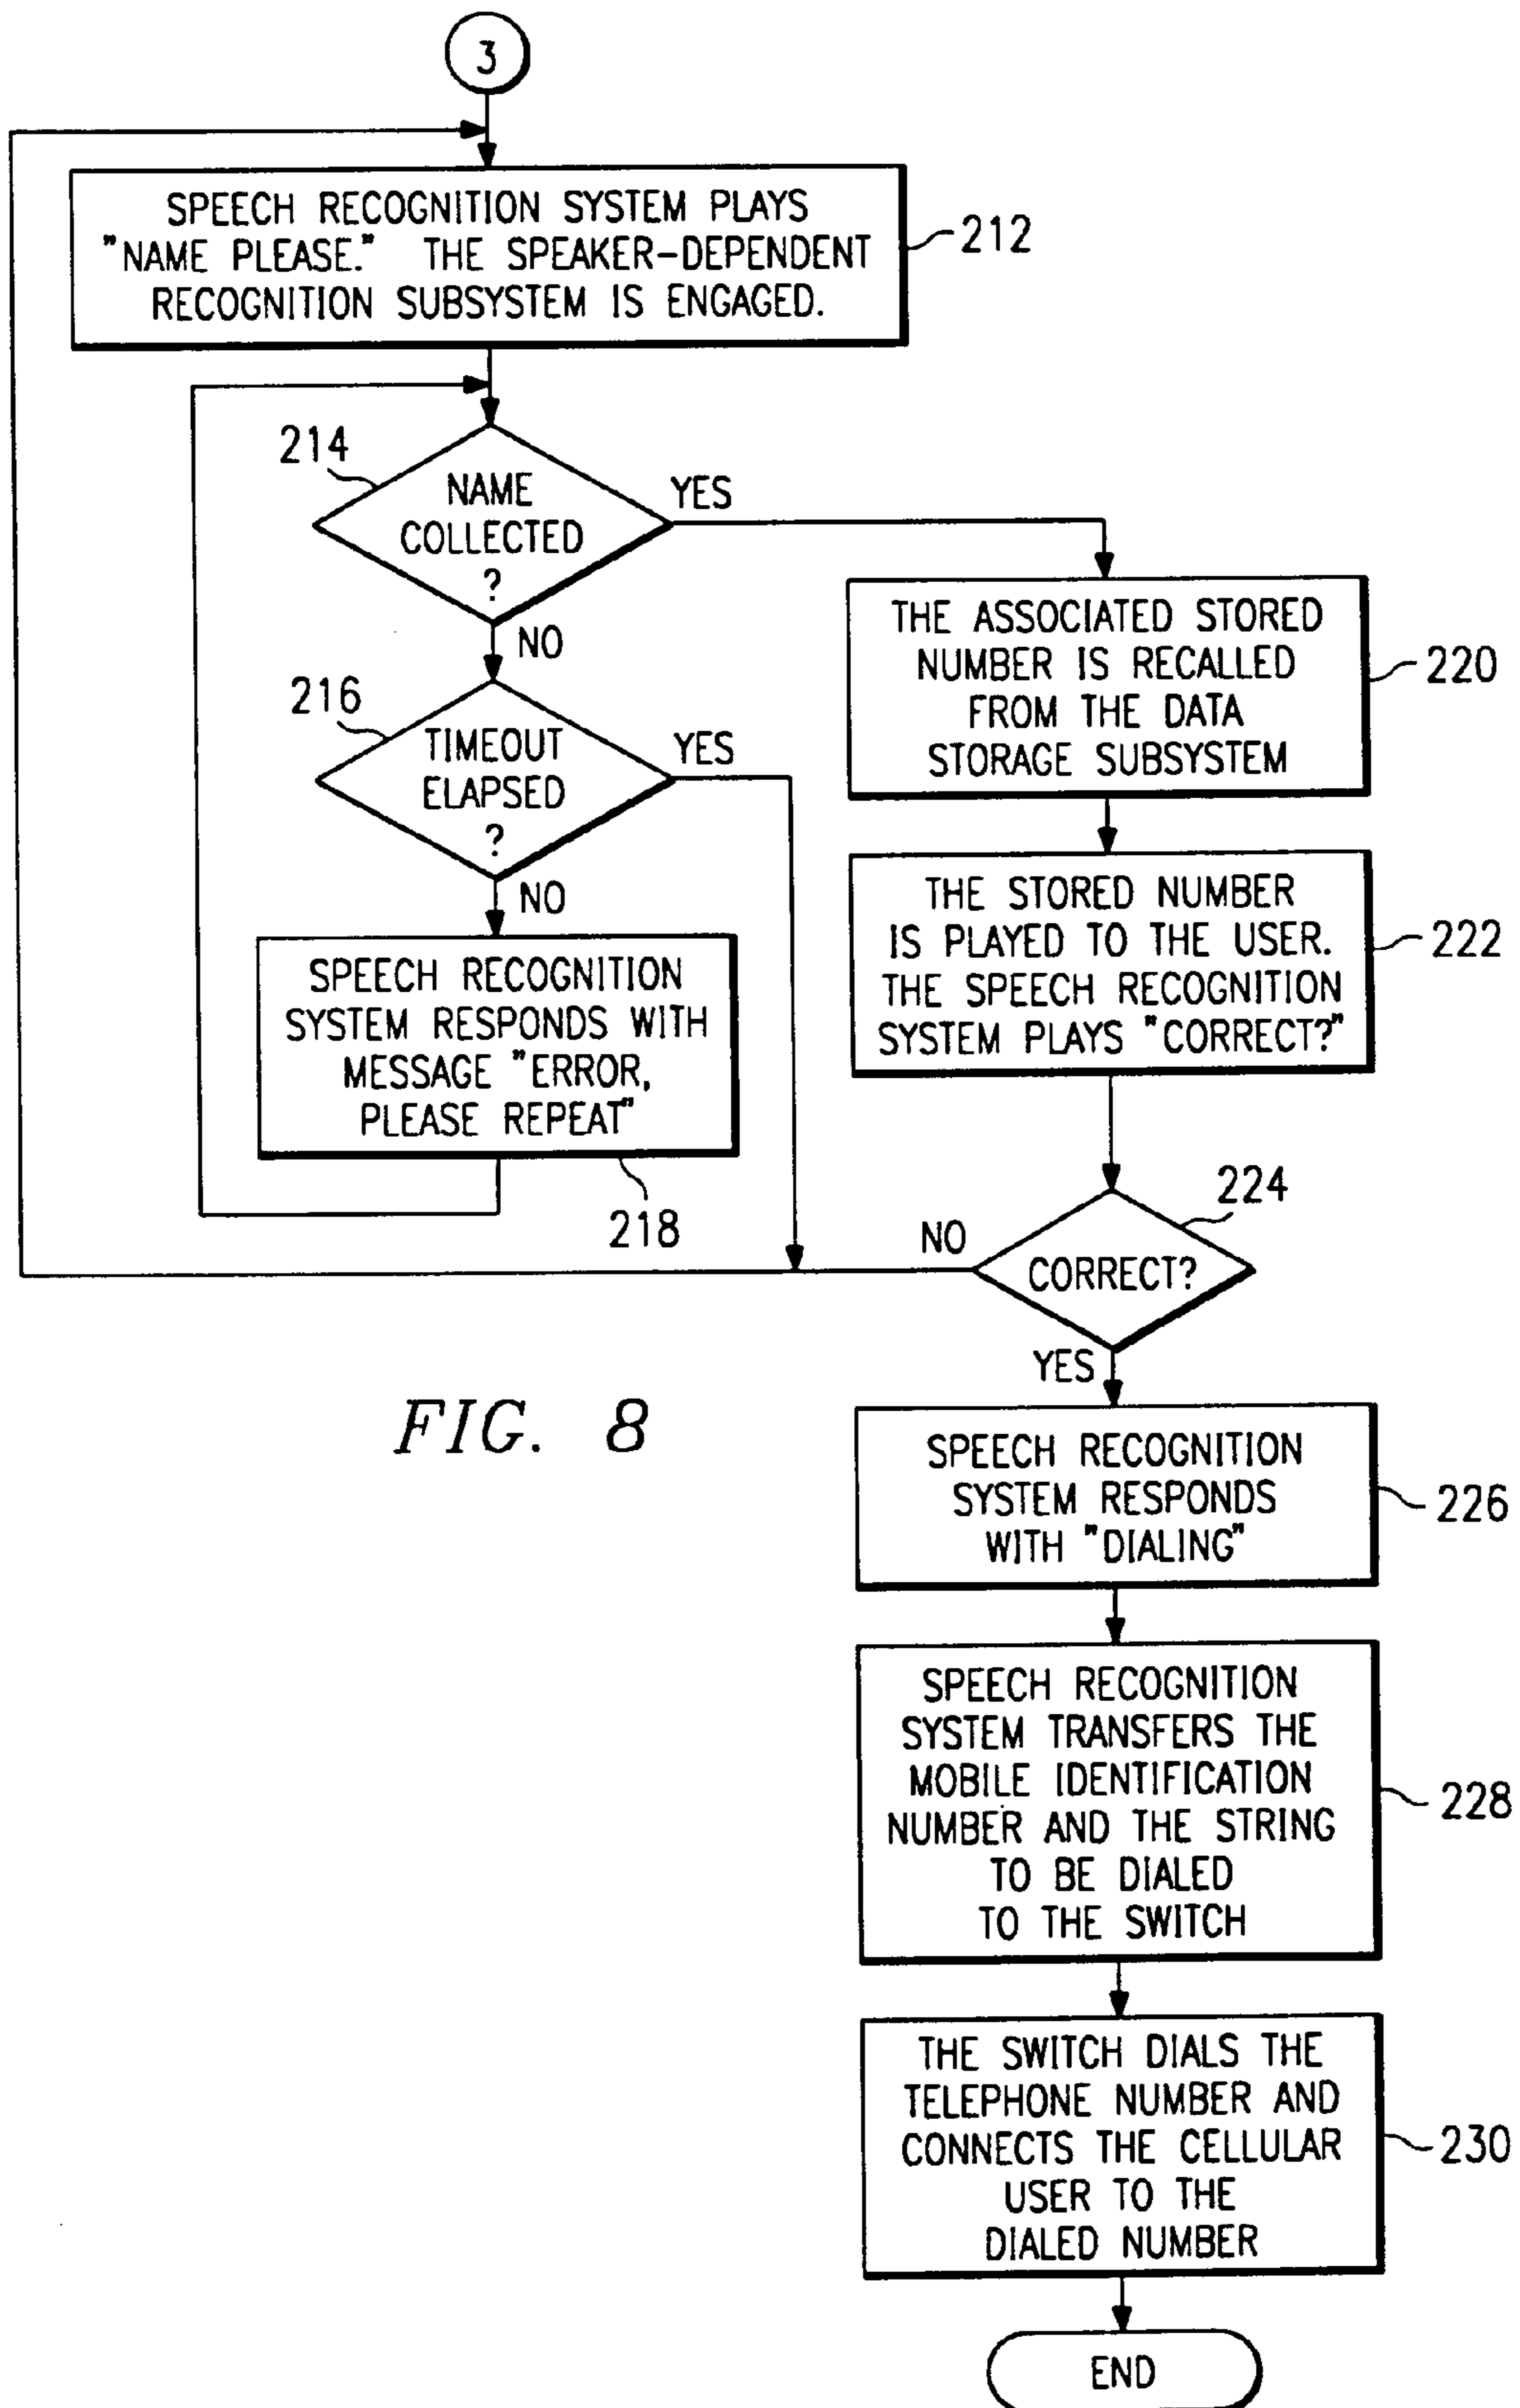 3
SPEECH RECOGNITION SYSTEM PLAYS
"NAME PLEASE." THE SPEAKER-DEPENDENT
RECOGNITION SUBSYSTEM IS ENGAGED.
212
214
NAME
COLLECTED
?
YES
NO
216
TIMEOUT
ELAPSED
?
YES
NO
SPEECH RECOGNITION
SYSTEM RESPONDS WITH
MESSAGE "ERROR,
PLEASE REPEAT"
218
THE ASSOCIATED STORED
NUMBER IS RECALLED
FROM THE DATA
STORAGE SUBSYSTEM
220
THE STORED NUMBER
IS PLAYED TO THE USER.
THE SPEECH RECOGNITION
SYSTEM PLAYS "CORRECT?"
222
224
NO
CORRECT?
YES
FIG. 8
SPEECH RECOGNITION
SYSTEM RESPONDS
WITH "DIALING"
226
SPEECH RECOGNITION
SYSTEM TRANSFERS THE
MOBILE IDENTIFICATION
NUMBER AND THE STRING
TO BE DIALED
TO THE SWITCH
228
THE SWITCH DIALS THE
TELEPHONE NUMBER AND
CONNECTS THE CELLULAR
USER TO THE
DIALED NUMBER
230
END